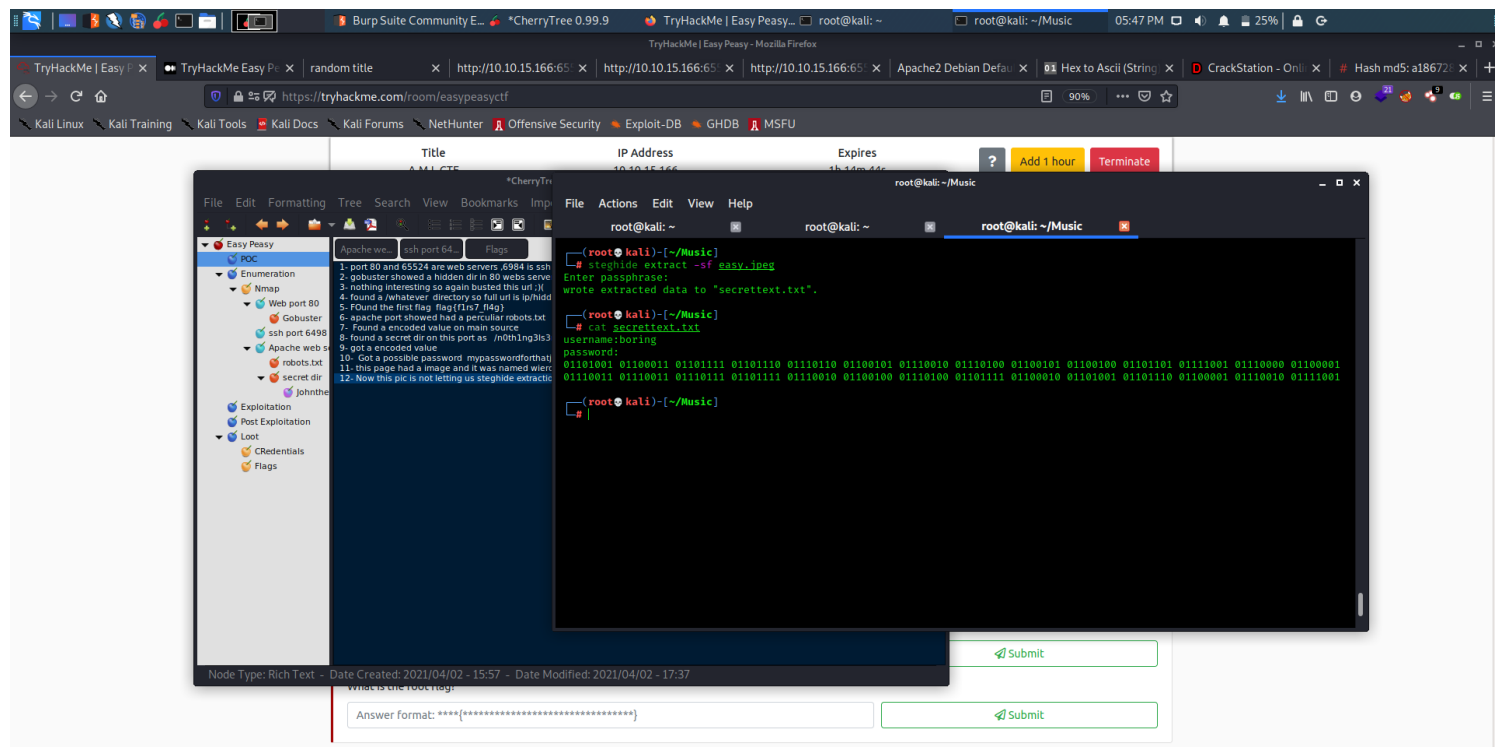 Burp Suite Community E... *CherryTree 0.99.9 TryHackMe | Easy Peasy... root@kali: ~ root@kali: ~/Music 05:47 PM 25%
TryHackMe | Easy Peasy - Mozilla Firefox
TryHackMe | Easy P TryHackMe Easy Pe random title http://10.10.15.166:65 http://10.10.15.166:65 http://10.10.15.166:65 Apache2 Debian Defau Hex to Ascii (String CrackStation - Onli Hash md5: a18672
https://tryhackme.com/room/easypeasyctf 90% 21 9
Kali Linux Kali Training Kali Tools Kali Docs Kali Forums NetHunter Offensive Security Exploit-DB GHDB MSFU
Title IP Address Expires
? Add 1 hour Terminate
*CherryTre
root@kali: ~/Music
File Edit Formatting Tree Search View Bookmarks Imp
File Actions Edit View Help
root@kali: ~ root@kali: ~ root@kali: ~/Music
Easy Peasy
POC
Enumeration
Nmap
Web port 80
Gobuster
ssh port 6498
Apache web s
robots.txt
secret dir
Johnthe
Exploitation
Post Exploitation
Loot
CRedentials
Flags
Apache we... ssh port 64... Flags
1- port 80 and 65524 are web servers ,6984 is ssh
2- gobuster showed a hidden dir in 80 webs serve
3- nothing interesting so again busted this url ;)(
4- found a /whatever directory so full url is ip/hidd
5- FOund the first flag flag{f1rs7_fl4g}
6- apache port showed had a perculiar robots.txt
7- Found a encoded value on main source
8- found a secret dir on this port as /n0th1ng3ls3
9- got a encoded value
10- Got a possible password mypasswordforthatj
11- this page had a image and it was named wierc
12- Now this pic is not letting us steghide extractio
(root kali)-[~/Music]
# steghide extract -sf easy.jpeg
Enter passphrase:
wrote extracted data to "secrettext.txt".
(root kali)-[~/Music]
# cat secrettext.txt
username:boring
password:
01101001 01100011 01101111 01101110 01110110 01100101 01110010 01110100 01100101 01100100 01101101 01111001 01110000 01100001
01110011 01110011 01110111 01101111 01110010 01100100 01110100 01101111 01100010 01101001 01101110 01100001 01110010 01111001
(root kali)-[~/Music]
#
Submit
Node Type: Rich Text - Date Created: 2021/04/02 - 15:57 - Date Modified: 2021/04/02 - 17:37
What is the root flag?
Answer format: ****{********************************} Submit